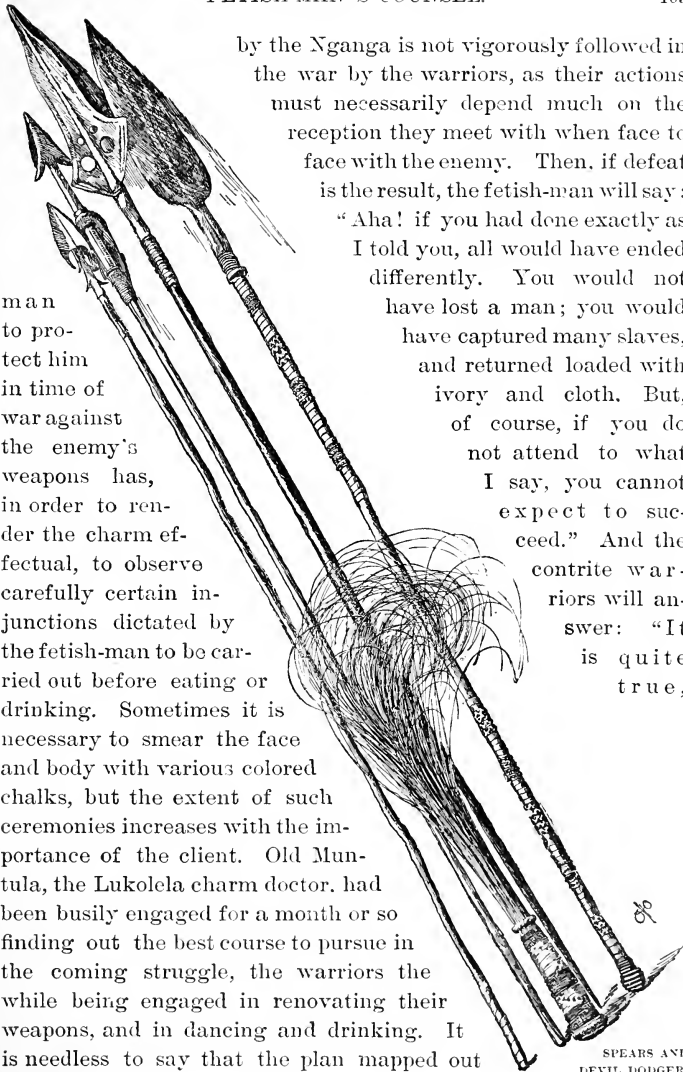 FETISH-MAN'S COUNSEL.
man
to pro-
tect him
in time of
war against
the enemy's
weapons has,
in order to ren-
der the charm ef-
fectual, to observe
carefully certain in-
junctions dictated by
the fetish-man to be car-
ried out before eating or
drinking. Sometimes it is
necessary to smear the face
and body with various colored
chalks, but the extent of such
ceremonies increases with the im-
portance of the client. Old Mun-
tula, the Lukolela charm doctor, had
been busily engaged for a month or so
finding out the best course to pursue in
the coming struggle, the warriors the
while being engaged in renovating their
weapons, and in dancing and drinking. It
is needless to say that the plan mapped out
by the Nganga is not vigorously followed in
the war by the warriors, as their actions
must necessarily depend much on the
reception they meet with when face to
face with the enemy. Then, if defeat
is the result, the fetish-man will say:
“Aha! if you had done exactly as
I told you, all would have ended
differently. You would not
have lost a man; you would
have captured many slaves,
and returned loaded with
ivory and cloth. But,
of course, if you do
not attend to what
I say, you cannot
expect to suc-
ceed.” And the
contrite war-
riors will an-
swer: “It
is quite
true,
SPEARS AND
DEVIL DODGER